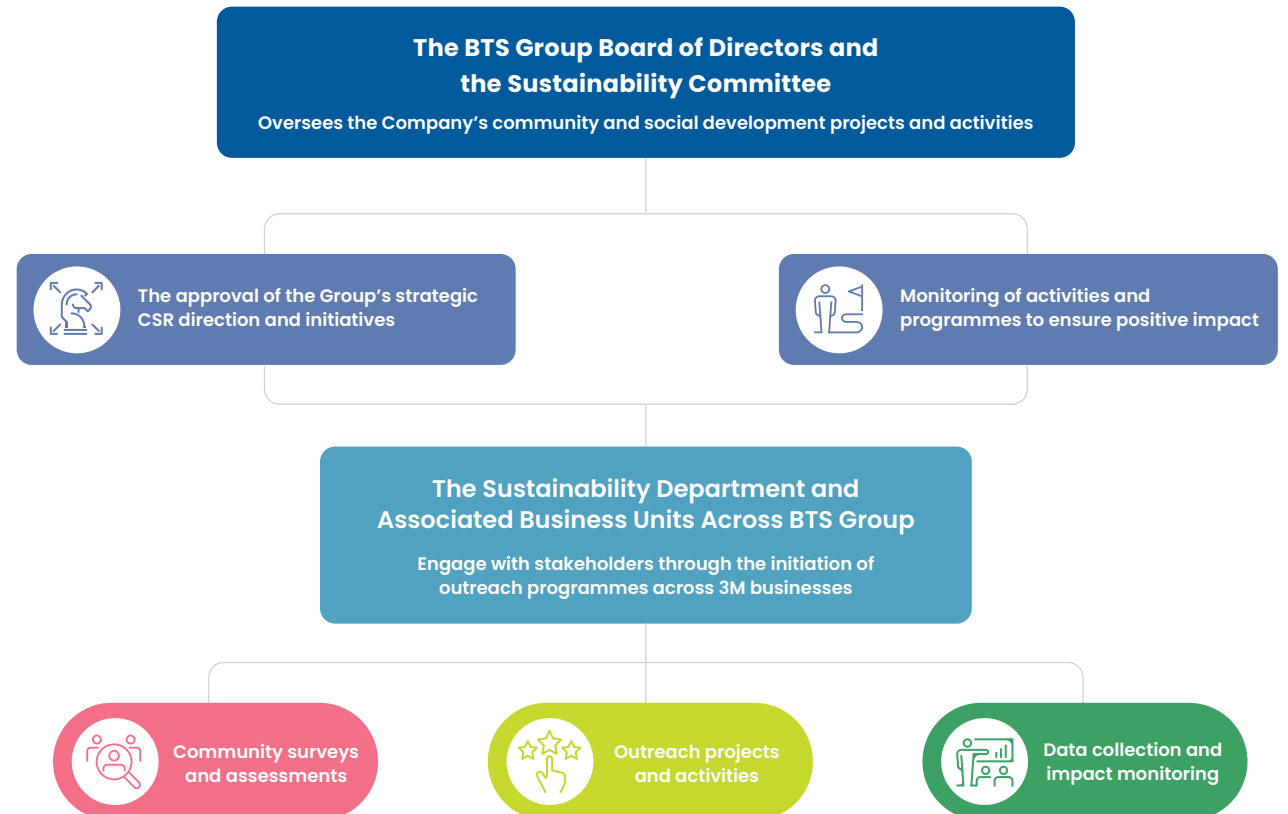 The BTS Group Board of Directors and
the Sustainability Committee
Oversees the Company's community and social development projects and activities
The approval of the Group's strategic
CSR direction and initiatives
Monitoring of activities and
programmes to ensure positive impact
The Sustainability Department and
Associated Business Units Across BTS Group
Engage with stakeholders through the initiation of
outreach programmes across 3M businesses
Community surveys
and assessments
Outreach projects
and activities
Data collection and
impact monitoring